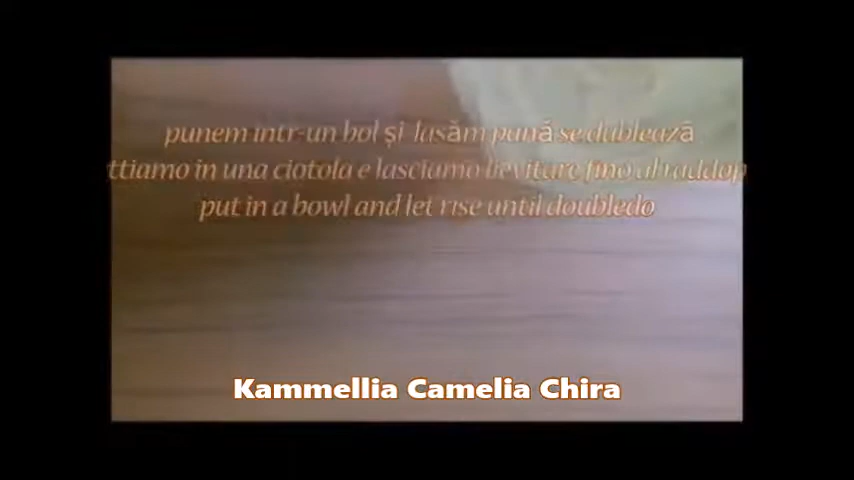 punem intr-un bol și lasăm pană se dublează
ttiamo in una ciotola e lasciamo lievitare fino al raddop
put in a bowl and let rise until doubledo
Kammellia Camelia Chira